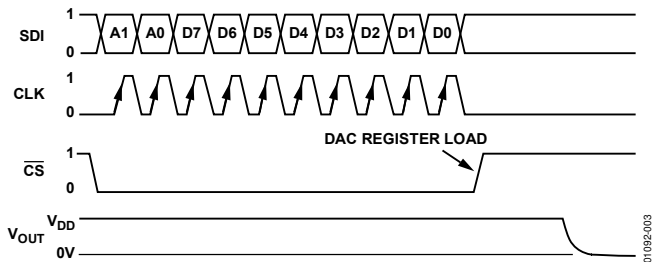 SDI 1 0 A1 A0 D7 D6 D5 D4 D3 D2 D1 D0
CLK 1 0
DAC REGISTER LOAD
CS 1 0
VOUT VDD 0V
01092-003